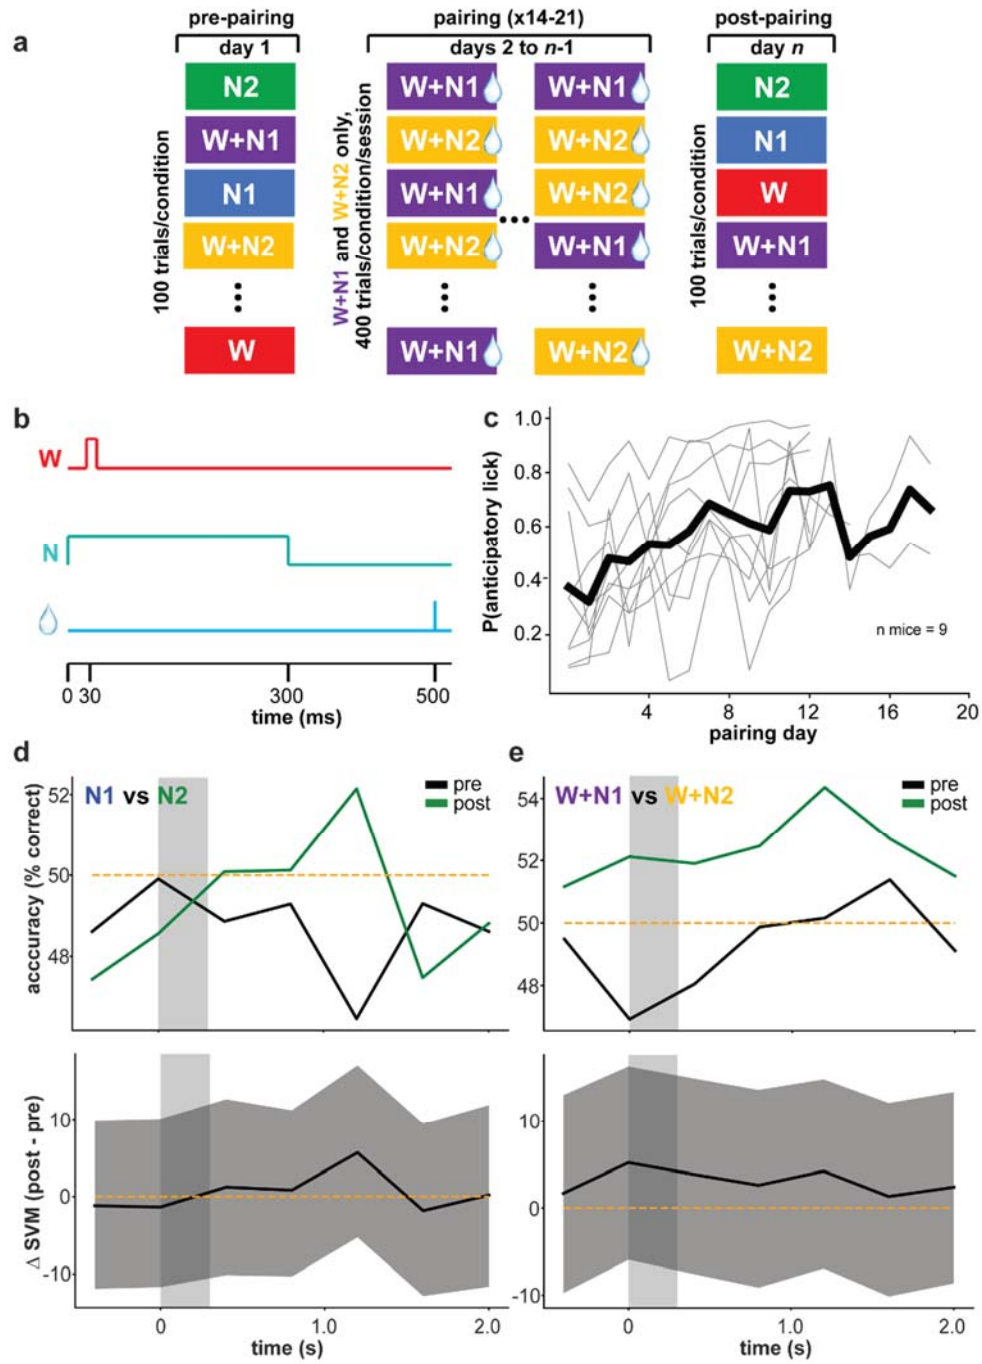 a
pre-pairing
pairing (x14-21)
post-pairing
day 1
days 2 to n-1
day n
100 trials/condition
N2
W+N1
N1
W+N2
W
W+N1 and W+N2 only,
400 trials/condition/session
W+N1
W+N2
W+N1
W+N2
W+N1
W+N1
W+N2
W+N2
W+N1
W+N2
100 trials/condition
N2
N1
W
W+N1
W+N2
b
W
N
0 30 300 500
time (ms)
c
P(anticipatory lick)
1.0
0.8
0.6
0.4
0.2
n mice = 9
4 8 12 16 20
pairing day
d
N1 vs N2
pre
post
acccuracy (% correct)
52
50
48
Δ SVM (post - pre)
10
0
-10
0 1.0 2.0
time (s)
e
W+N1 vs W+N2
pre
post
54
52
50
48
10
0
-10
0 1.0 2.0
time (s)